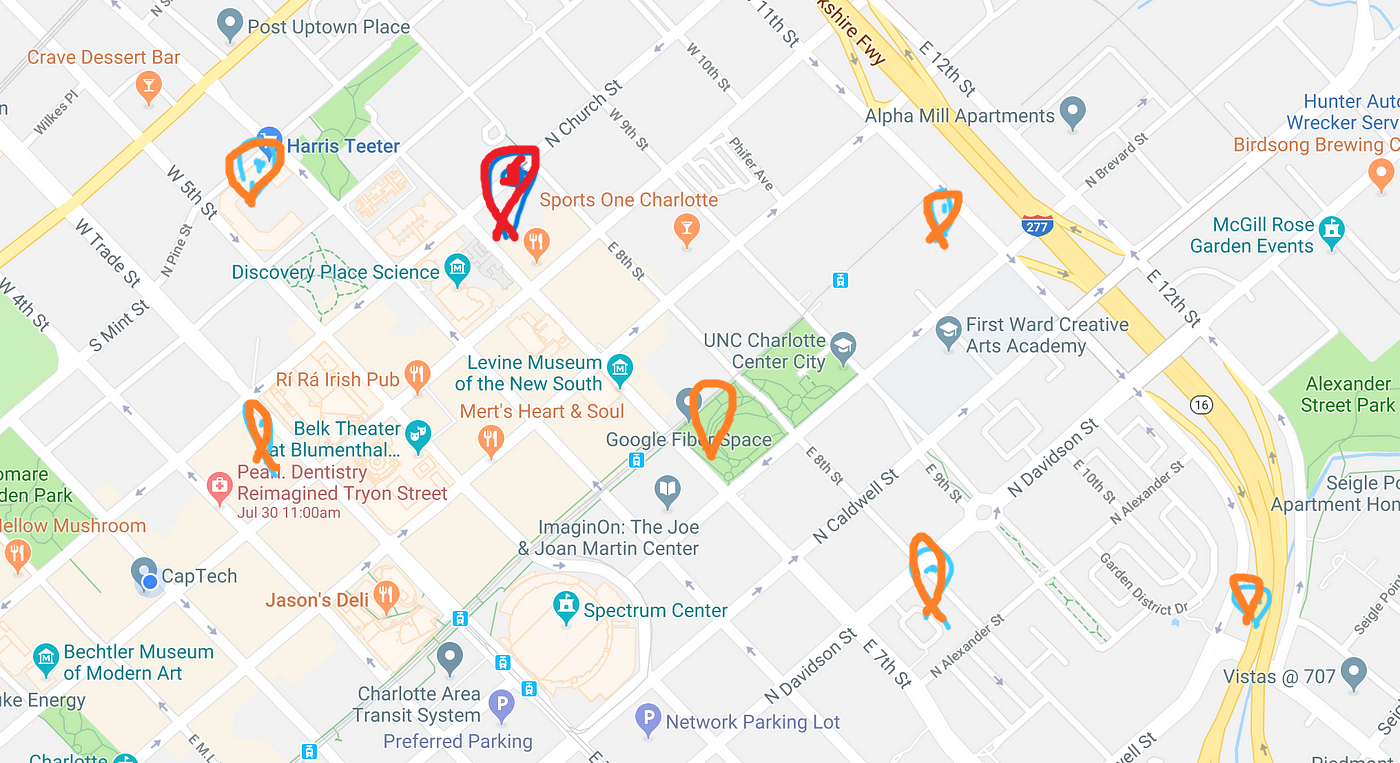 Post Uptown Place
Crave Dessert Bar
Wilkes Pl
Harris Teeter
W 5th St
W Trade St
N Pine St
W 4th St
S Mint St
N Church St
W 10th St
W 9th St
11th St
Phifer Ave
kshire Fwy
E 12th St
Alpha Mill Apartments
N Brevard St
Hunter Auto
Wrecker Serv
Birdsong Brewing C
McGill Rose
Garden Events
277
E 12th St
Sports One Charlotte
Discovery Place Science
E 8th St
UNC Charlotte
Center City
First Ward Creative
Arts Academy
Levine Museum
of the New South
Rí Rá Irish Pub
Mert's Heart & Soul
Belk Theater
at Blumenthal...
Google Fiber Space
16
Alexander
Street Park
Pearl. Dentistry
Reimagined Tryon Street
Jul 30 11:00am
omare
den Park
ellow Mushroom
CapTech
ImaginOn: The Joe
& Joan Martin Center
E 8th St
N Caldwell St
E 9th St
N Davidson St
E 10th St
N Alexander St
Garden District Dr
Seigle Po
Apartment Hom
Seigle Poin
Jason's Deli
Spectrum Center
Bechtler Museum
of Modern Art
uke Energy
Charlotte Area
Transit System
Preferred Parking
Network Parking Lot
N Davidson St
E 7th St
N Alexander St
Vistas @ 707
Seigle
well St
Piedmont
Charlotte
E M.L.